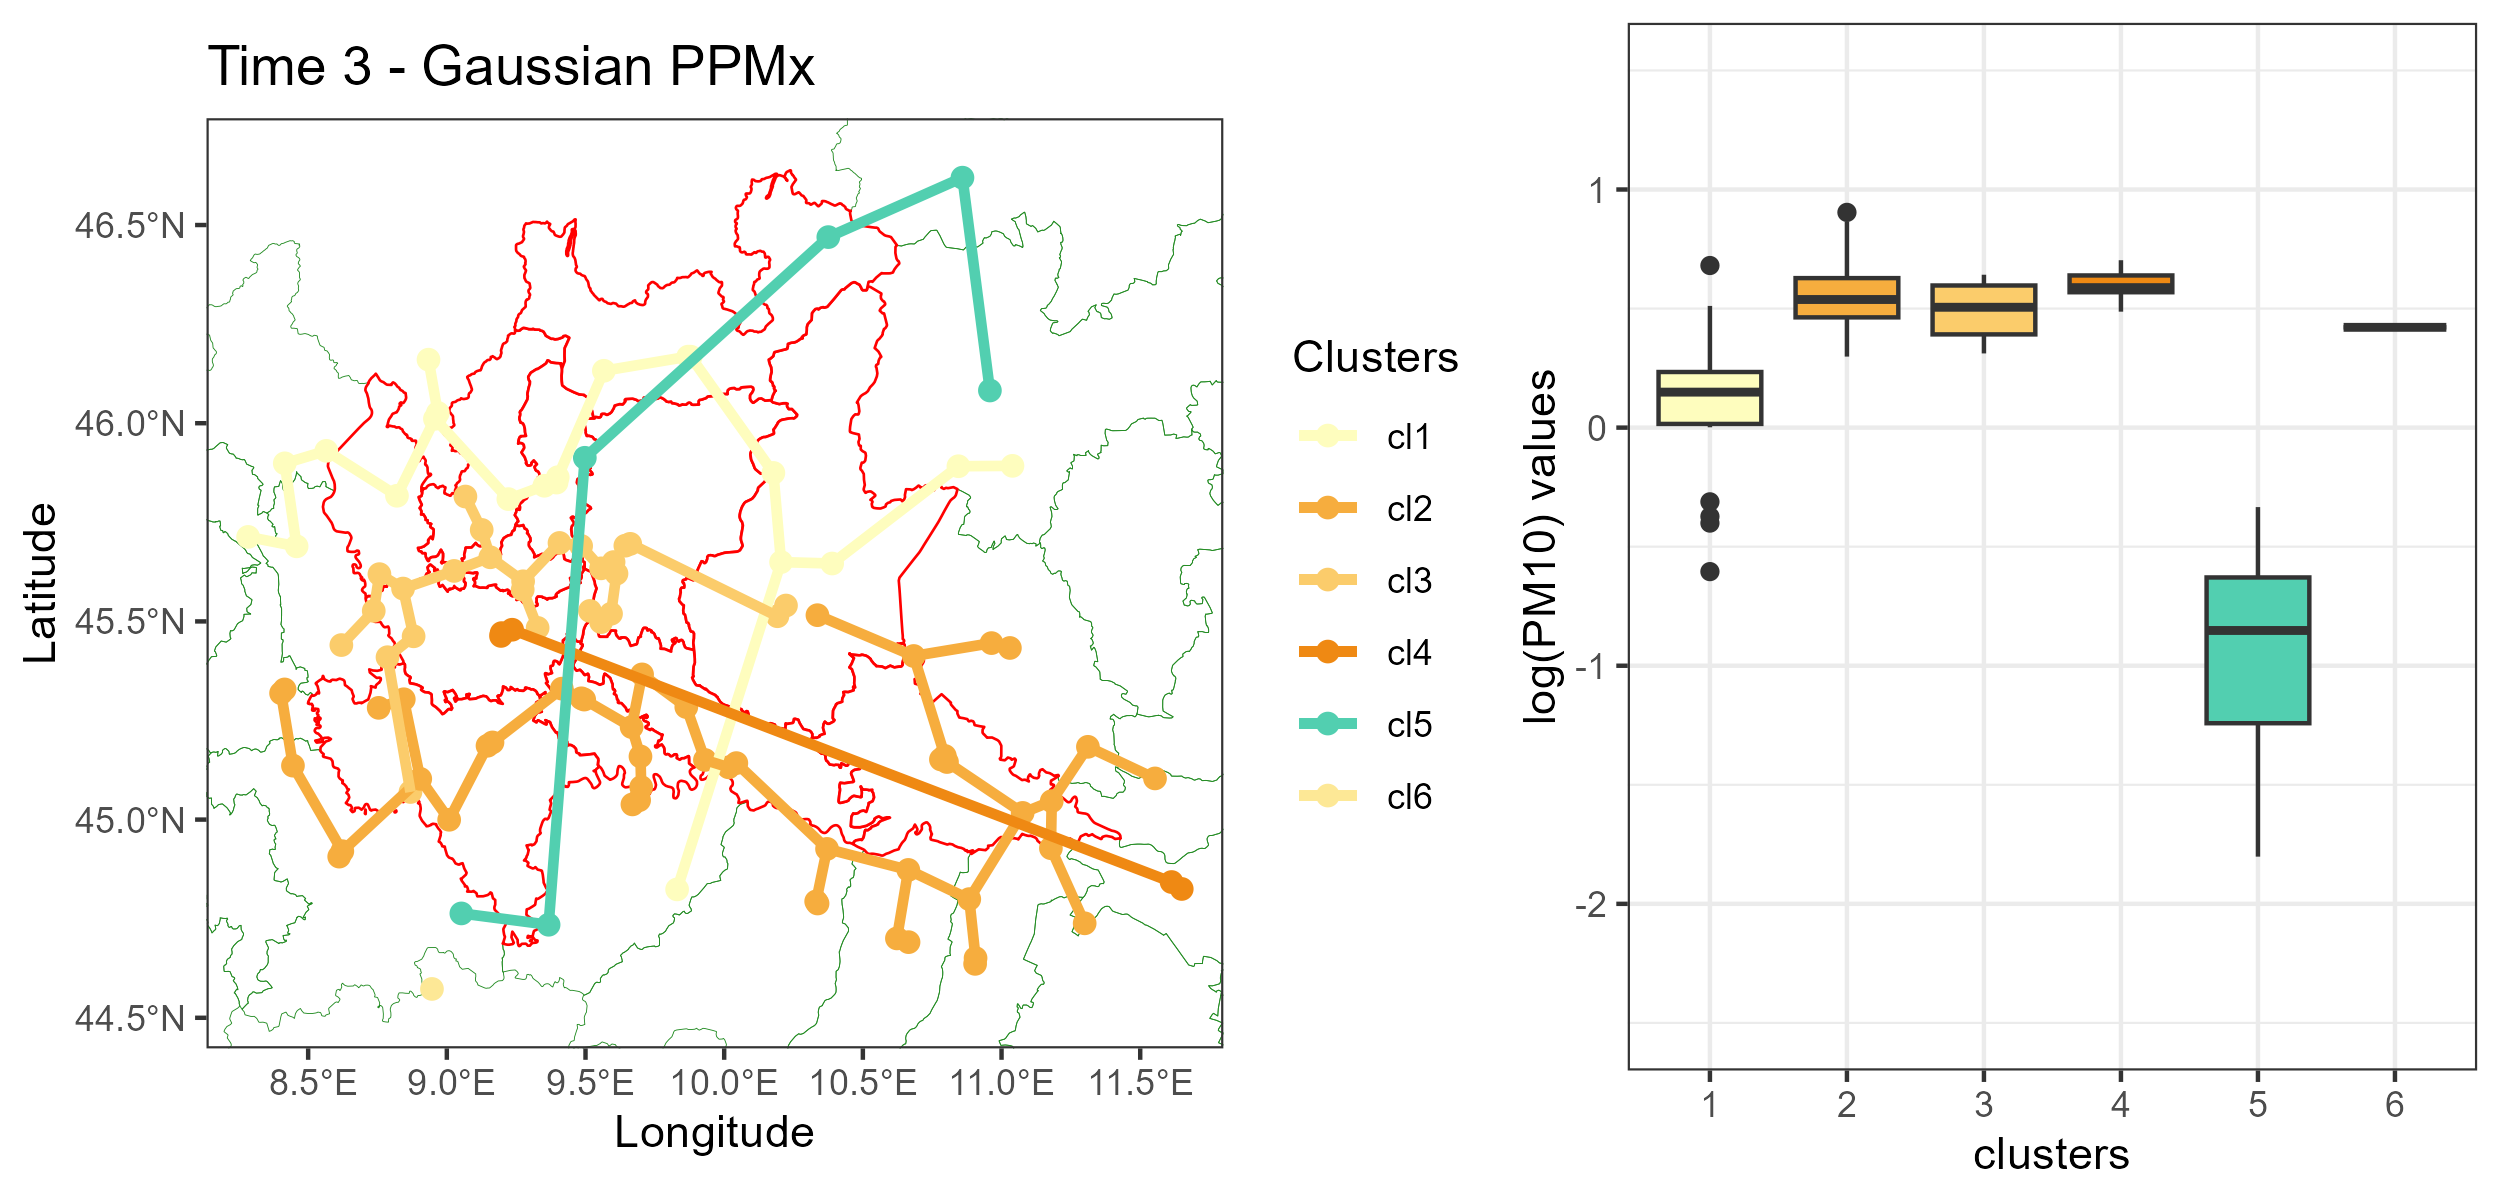 Time 3 - Gaussian PPMx
Latitude
46.5°N
46.0°N
45.5°N
45.0°N
44.5°N
8.5°E 9.0°E 9.5°E 10.0°E 10.5°E 11.0°E 11.5°E
Longitude
Clusters
cl1
cl2
cl3
cl4
cl5
cl6
log(PM10) values
1
0
-1
-2
1 2 3 4 5 6
clusters